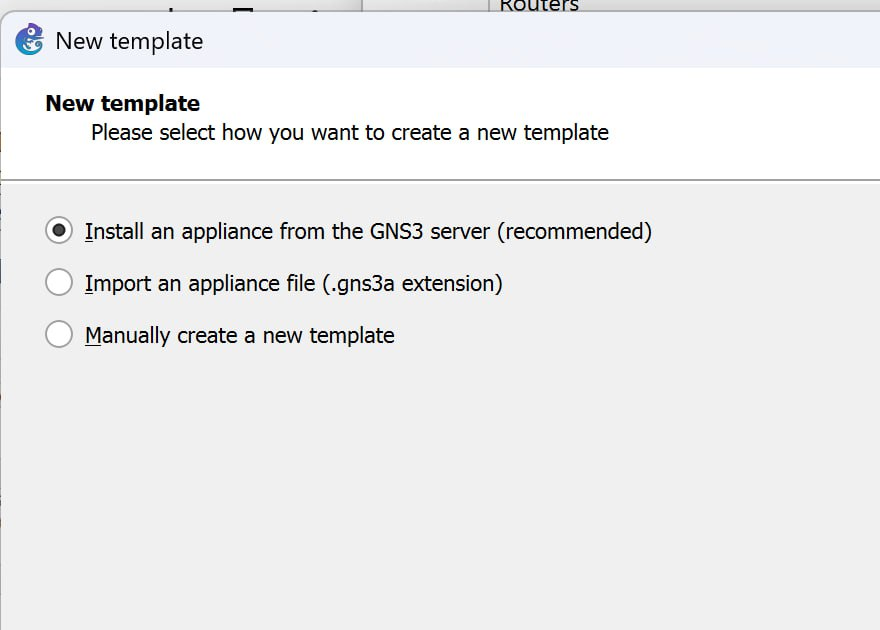 Routers
New template
New template
Please select how you want to create a new template
Install an appliance from the GNS3 server (recommended)
Import an appliance file (.gns3a extension)
Manually create a new template